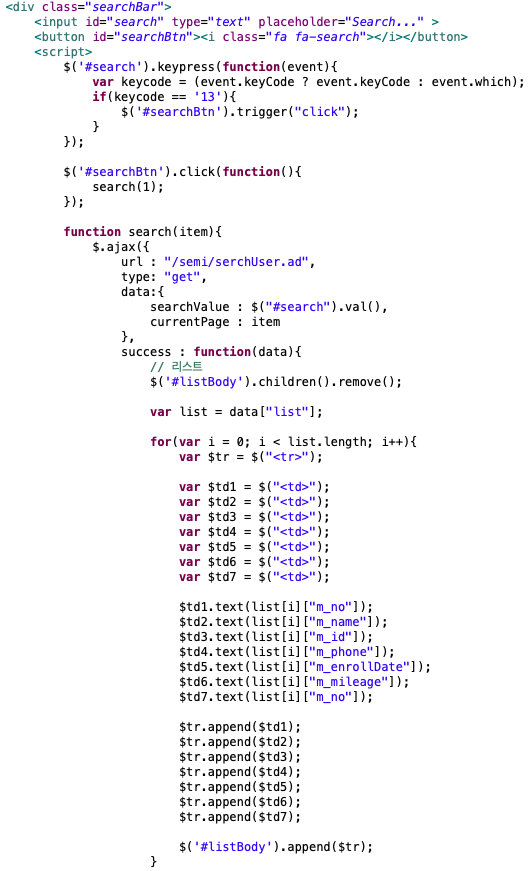 <div class="searchBar">
    <input id="search" type="text" placeholder="Search..." >
    <button id="searchBtn"><i class="fa fa-search"></i></button>
    <script>
        $('#search').keypress(function(event){
            var keycode = (event.keyCode ? event.keyCode : event.which);
            if(keycode == '13'){
                $('#searchBtn').trigger("click");
            }
        });

        $('#searchBtn').click(function(){
            search(1);
        });

        function search(item){
            $.ajax({
                url : "/semi/serchUser.ad",
                type: "get",
                data:{
                    searchValue : $("#search").val(),
                    currentPage : item
                },
                success : function(data){
                    // 리스트
                    $('#listBody').children().remove();

                    var list = data["list"];

                    for(var i = 0; i < list.length; i++){
                        var $tr = $("<tr>");

                        var $td1 = $("<td>");
                        var $td2 = $("<td>");
                        var $td3 = $("<td>");
                        var $td4 = $("<td>");
                        var $td5 = $("<td>");
                        var $td6 = $("<td>");
                        var $td7 = $("<td>");

                        $td1.text(list[i]["m_no"]);
                        $td2.text(list[i]["m_name"]);
                        $td3.text(list[i]["m_id"]);
                        $td4.text(list[i]["m_phone"]);
                        $td5.text(list[i]["m_enrollDate"]);
                        $td6.text(list[i]["m_mileage"]);
                        $td7.text(list[i]["m_no"]);

                        $tr.append($td1);
                        $tr.append($td2);
                        $tr.append($td3);
                        $tr.append($td4);
                        $tr.append($td5);
                        $tr.append($td6);
                        $tr.append($td7);

                        $('#listBody').append($tr);
                    }